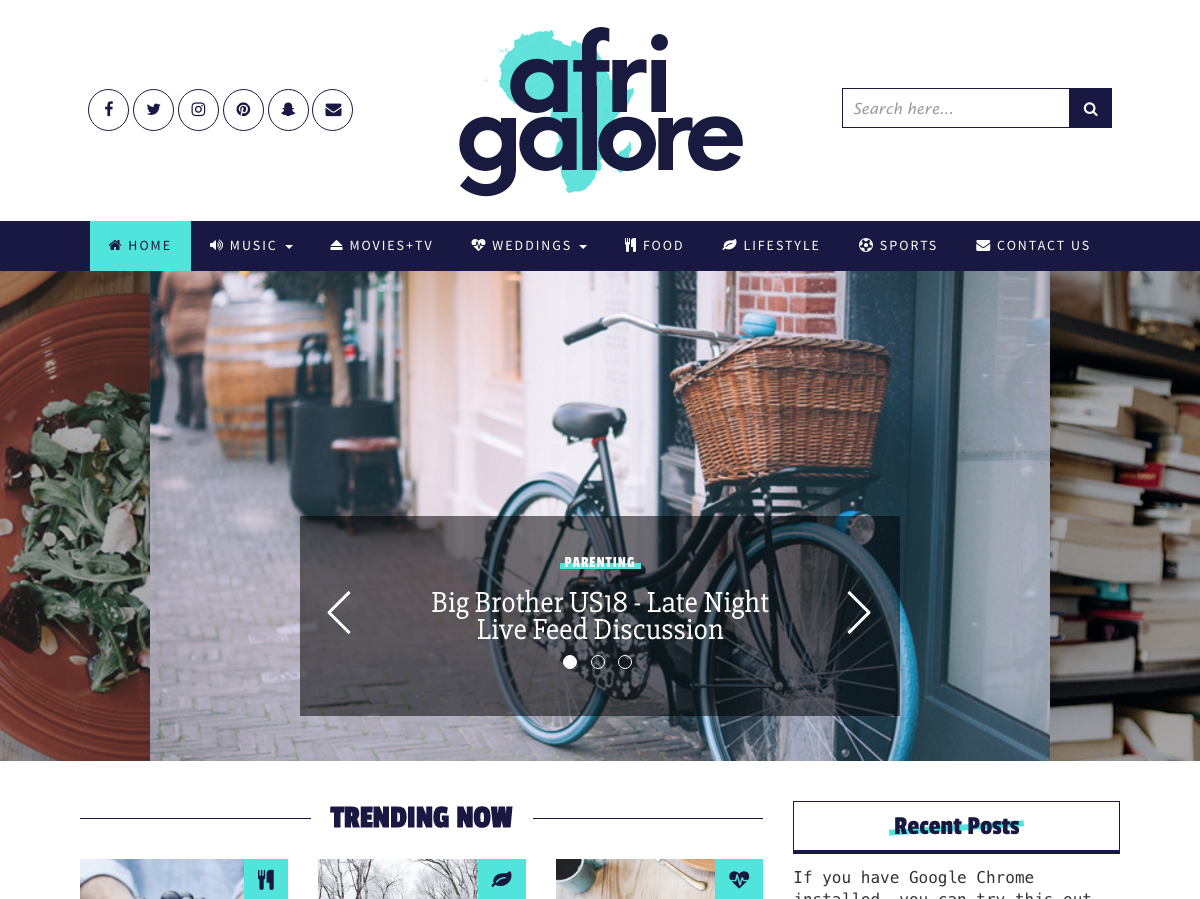 afri
galore
Search here...
HOME
MUSIC
MOVIES+TV
WEDDINGS
FOOD
LIFESTYLE
SPORTS
CONTACT US
PARENTING
Big Brother US18 - Late Night
Live Feed Discussion
TRENDING NOW
Recent Posts
If you have Google Chrome
installed, you can try this out